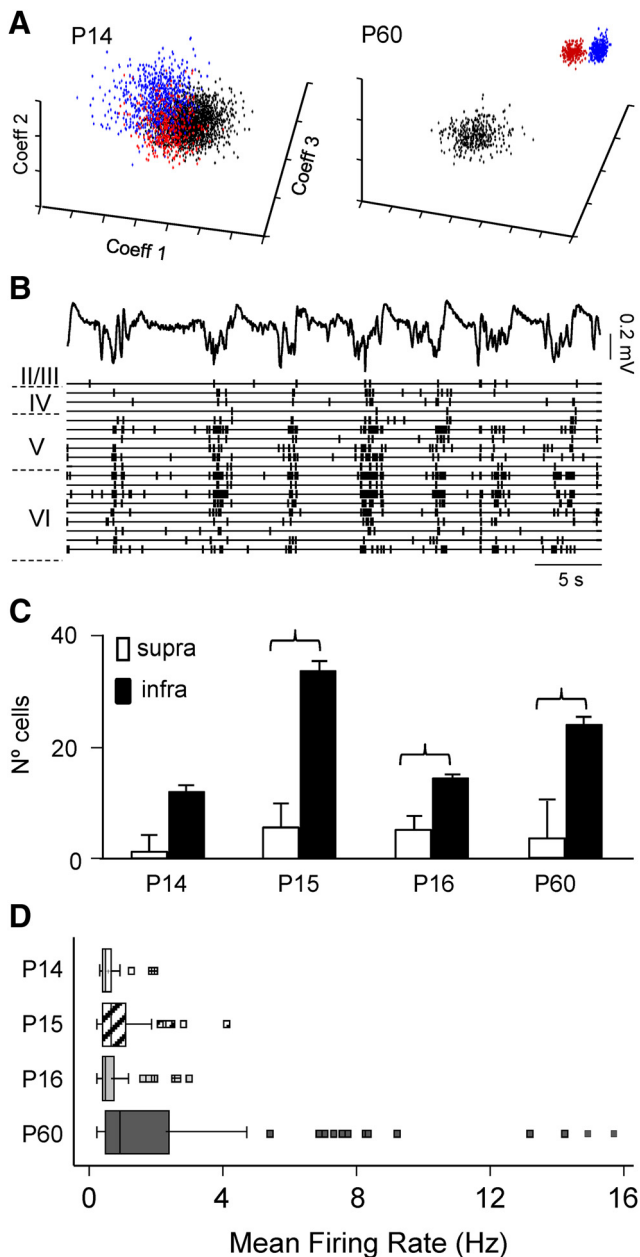 A
P14
P60
Coeff 2
Coeff 3
Coeff 1
B
0.2 mV
II/III
IV
V
VI
5 s
C
40
20
0
Nº cells
supra
infra
P14 P15 P16 P60
D
P14
P15
P16
P60
0 4 8 12 16
Mean Firing Rate (Hz)